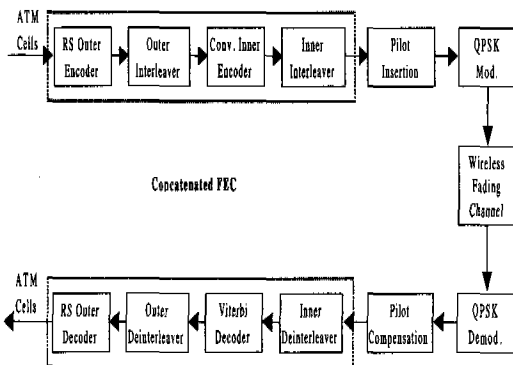 ATM
Cells
RS Outer
Encoder
Outer
Interleaver
Conv. Inner
Encoder
Inner
Interleaver
Pilot
Insertion
QPSK
Mod.
Wireless
Fading
Channel
Concatenated FEC
ATM
Cells
RS Outer
Decoder
Outer
Deinterleaver
Viterbi
Decoder
Inner
Deinterleaver
Pilot
Compensation
QPSK
Demod.